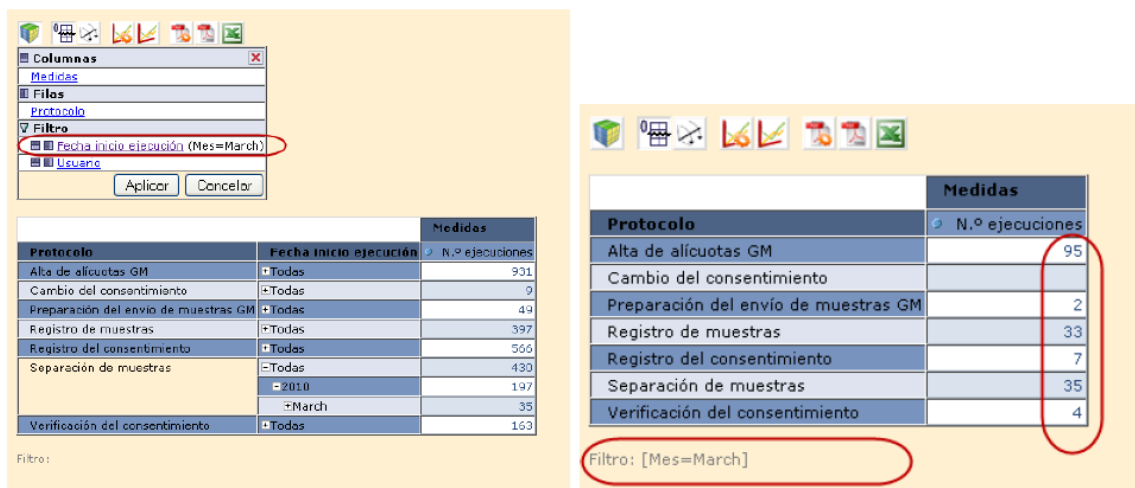 Columnas
Medidas
Filas
Protocolo
Filtro
Fecha inicio ejecución (Mes=March)
Usuario
Aplicar Cancelar
Medidas
Protocolo Fecha inicio ejecución N.º ejecuciones
Alta de alícuotas GM +Todas 931
Cambio del consentimiento +Todas 9
Preparación del envío de muestras GM +Todas 49
Registro de muestras +Todas 397
Registro del consentimiento +Todas 566
Separación de muestras -Todas 430
-2010 197
+March 35
Verificación del consentimiento +Todas 163
Filtro:
Medidas
Protocolo N.º ejecuciones
Alta de alícuotas GM 95
Cambio del consentimiento
Preparación del envío de muestras GM 2
Registro de muestras 33
Registro del consentimiento 7
Separación de muestras 35
Verificación del consentimiento 4
Filtro: [Mes=March]